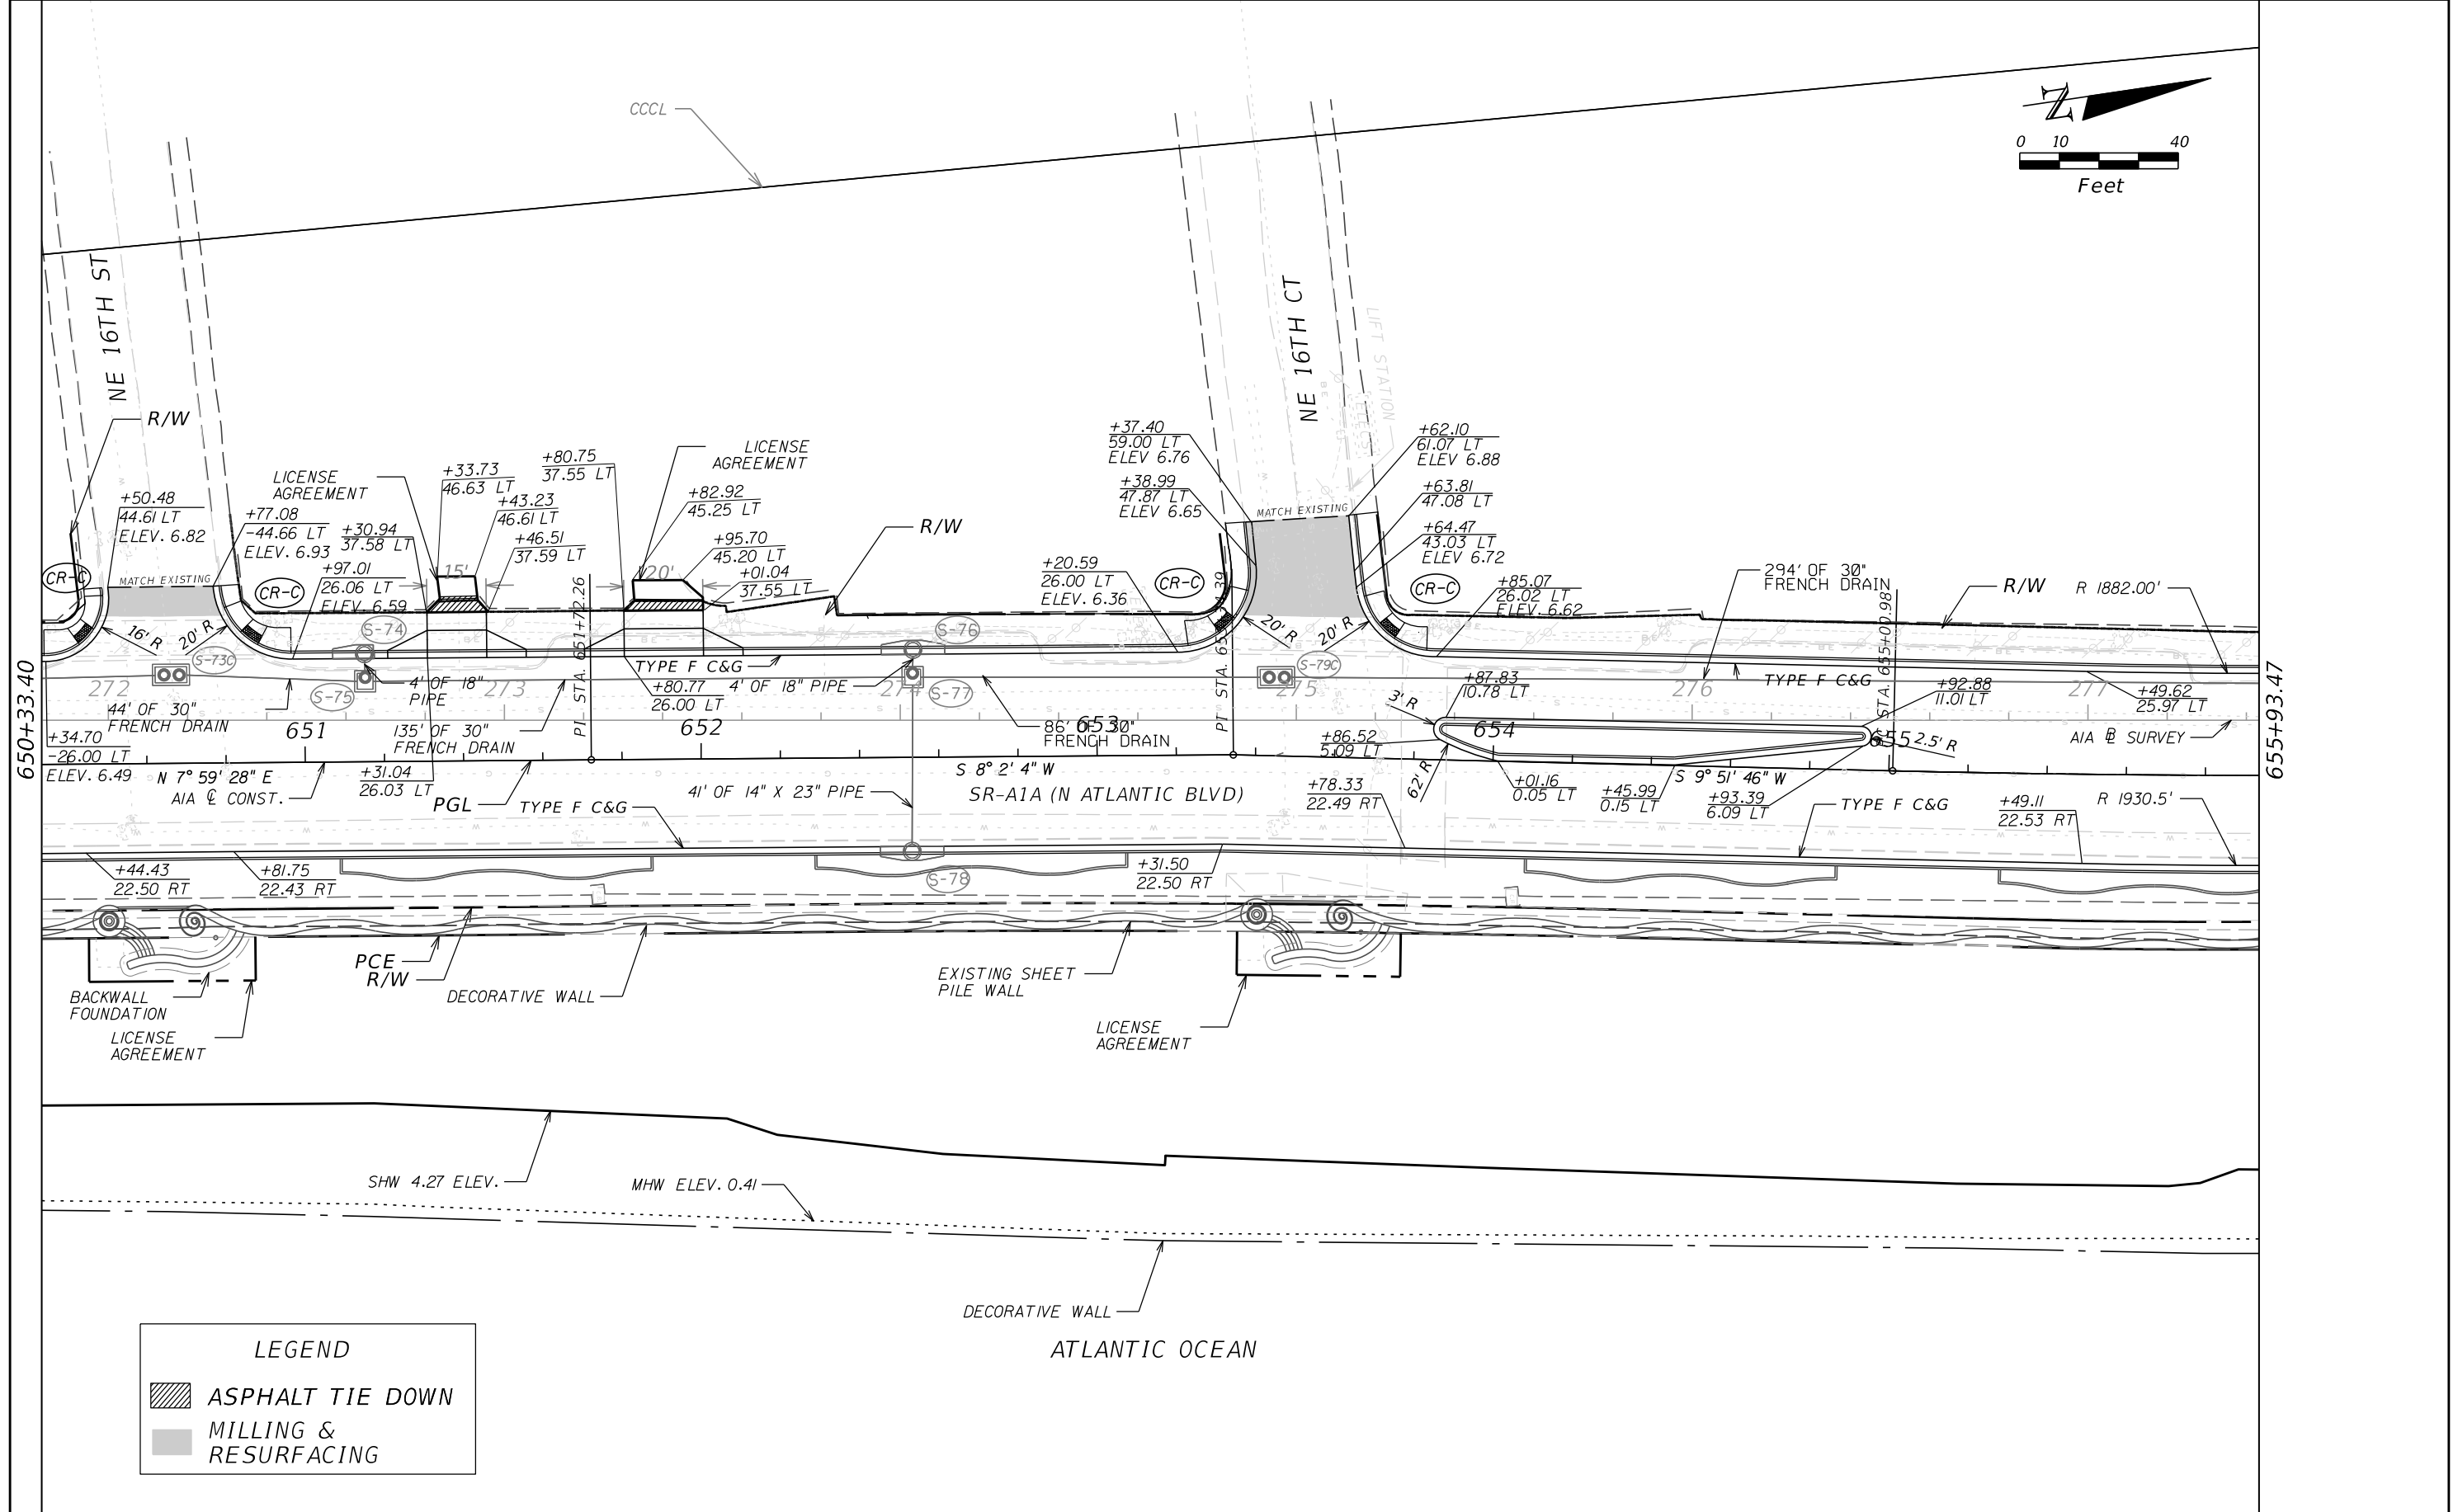 CCCL
0 10 40
Feet
NE 16TH ST
NE 16TH CT
LIFT STATION
R/W
LICENSE
AGREEMENT
+50.48
44.61 LT
ELEV. 6.82
+77.08
-44.66 LT
ELEV. 6.93
+30.94
37.58 LT
+97.01
26.06 LT
ELEV. 6.59
+33.73
46.63 LT
+43.23
46.61 LT
+46.51
37.59 LT
+80.75
37.55 LT
LICENSE
AGREEMENT
+82.92
45.25 LT
+95.70
45.20 LT
+01.04
37.55 LT
15'
20'
R/W
+37.40
59.00 LT
ELEV 6.76
+38.99
47.87 LT
ELEV 6.65
+20.59
26.00 LT
ELEV. 6.36
MATCH EXISTING
+62.10
61.07 LT
ELEV 6.88
+63.81
47.08 LT
+64.47
43.03 LT
ELEV 6.72
+85.07
26.02 LT
ELEV. 6.62
294' OF 30"
FRENCH DRAIN
R/W
R 1882.00'
CR-C
MATCH EXISTING
CR-C
CR-C
CR-C
16' R
20' R
20' R
20' R
S-73C
S-74
S-75
S-76
S-77
S-79C
S-78
272
273
274
275
276
277
PI STA. 651+72.26
PI STA.
STA. 655+00.98
4' OF 18"
PIPE
TYPE F C&G
+80.77
26.00 LT
4' OF 18" PIPE
44' OF 30"
FRENCH DRAIN
135' OF 30"
FRENCH DRAIN
86' OF 30"
FRENCH DRAIN
651
652
653
654
655
650+33.40
655+93.47
+34.70
-26.00 LT
ELEV. 6.49
N 7° 59' 28" E
A1A ℄ CONST.
+31.04
26.03 LT
PGL
TYPE F C&G
41' OF 14" X 23" PIPE
S 8° 2' 4" W
SR-A1A (N ATLANTIC BLVD)
3' R
+87.83
10.78 LT
+86.52
5.09 LT
62' R
+78.33
22.49 RT
+01.16
0.05 LT
+45.99
0.15 LT
S 9° 51' 46" W
+93.39
6.09 LT
TYPE F C&G
+92.88
11.01 LT
2.5' R
+49.62
25.97 LT
A1A BL SURVEY
TYPE F C&G
+49.11
22.53 RT
R 1930.5'
+44.43
22.50 RT
+81.75
22.43 RT
+31.50
22.50 RT
PCE
R/W
DECORATIVE WALL
EXISTING SHEET
PILE WALL
BACKWALL
FOUNDATION
LICENSE
AGREEMENT
LICENSE
AGREEMENT
SHW 4.27 ELEV.
MHW ELEV. 0.41
DECORATIVE WALL
ATLANTIC OCEAN
LEGEND
ASPHALT TIE DOWN
MILLING &
RESURFACING